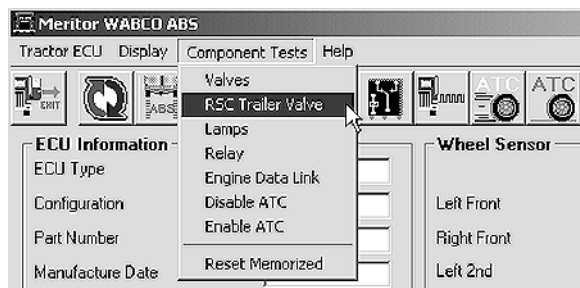 Meritor WABCO ABS
Tractor ECU Display Component Tests Help
EXIT ABS ATC ATC
Valves
RSC Trailer Valve
Lamps
Relay
Engine Data Link
Disable ATC
Enable ATC
Reset Memorized
ECU Information
ECU Type
Configuration
Part Number
Manufacture Date
Wheel Sensor
Left Front
Right Front
Left 2nd